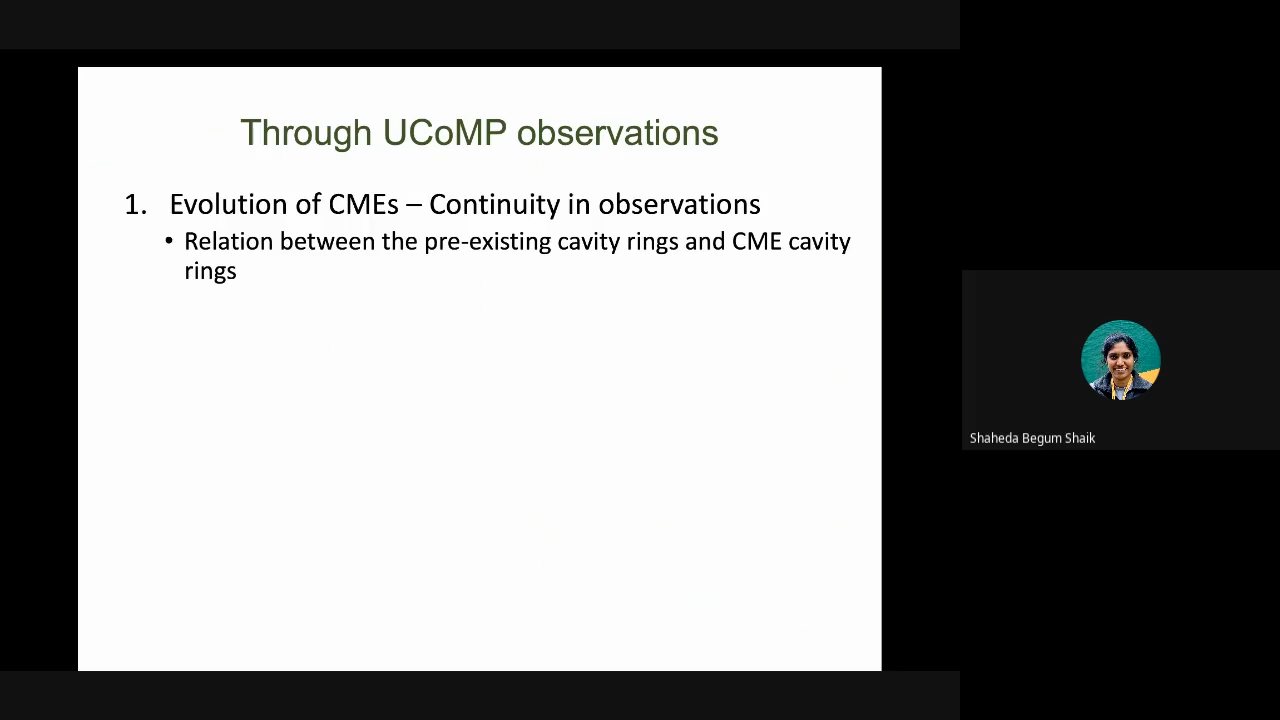 Through UCoMP observations
1. Evolution of CMEs – Continuity in observations
• Relation between the pre-existing cavity rings and CME cavity
rings
Shaheda Begum Shaik